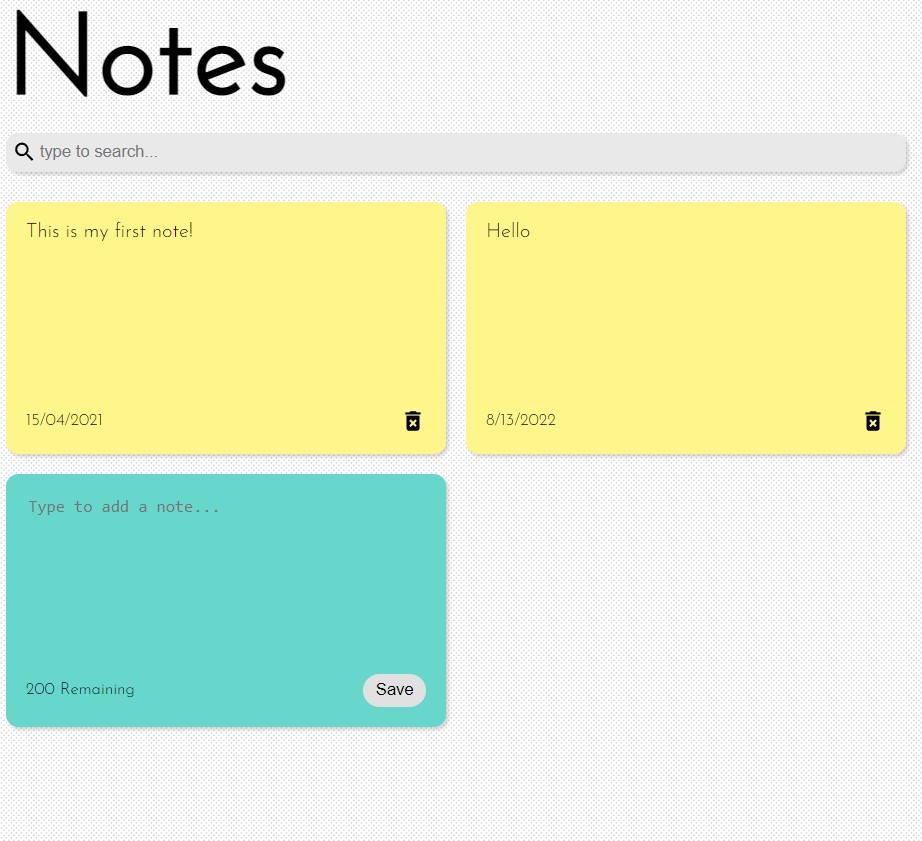 Notes
type to search...
This is my first note!
Hello
15/04/2021
8/13/2022
Type to add a note...
200 Remaining
Save